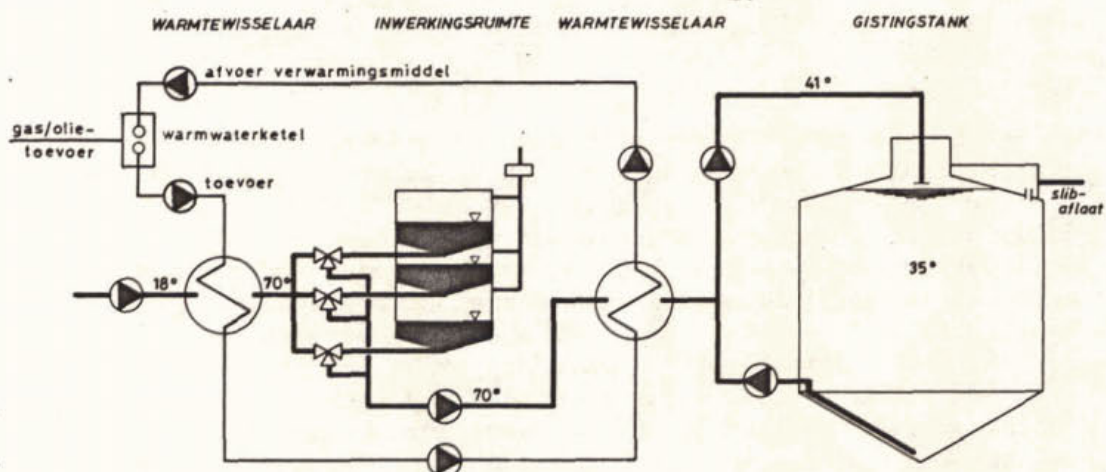 WARMTEWISSELAAR INWERKINGSRUIMTE WARMTEWISSELAAR GISTINGSTANK
afvoer verwarmingsmiddel
41°
gas/olie-
toevoer
warmwaterketel
toevoer
slib-
aflaat
18°
70°
35°
70°